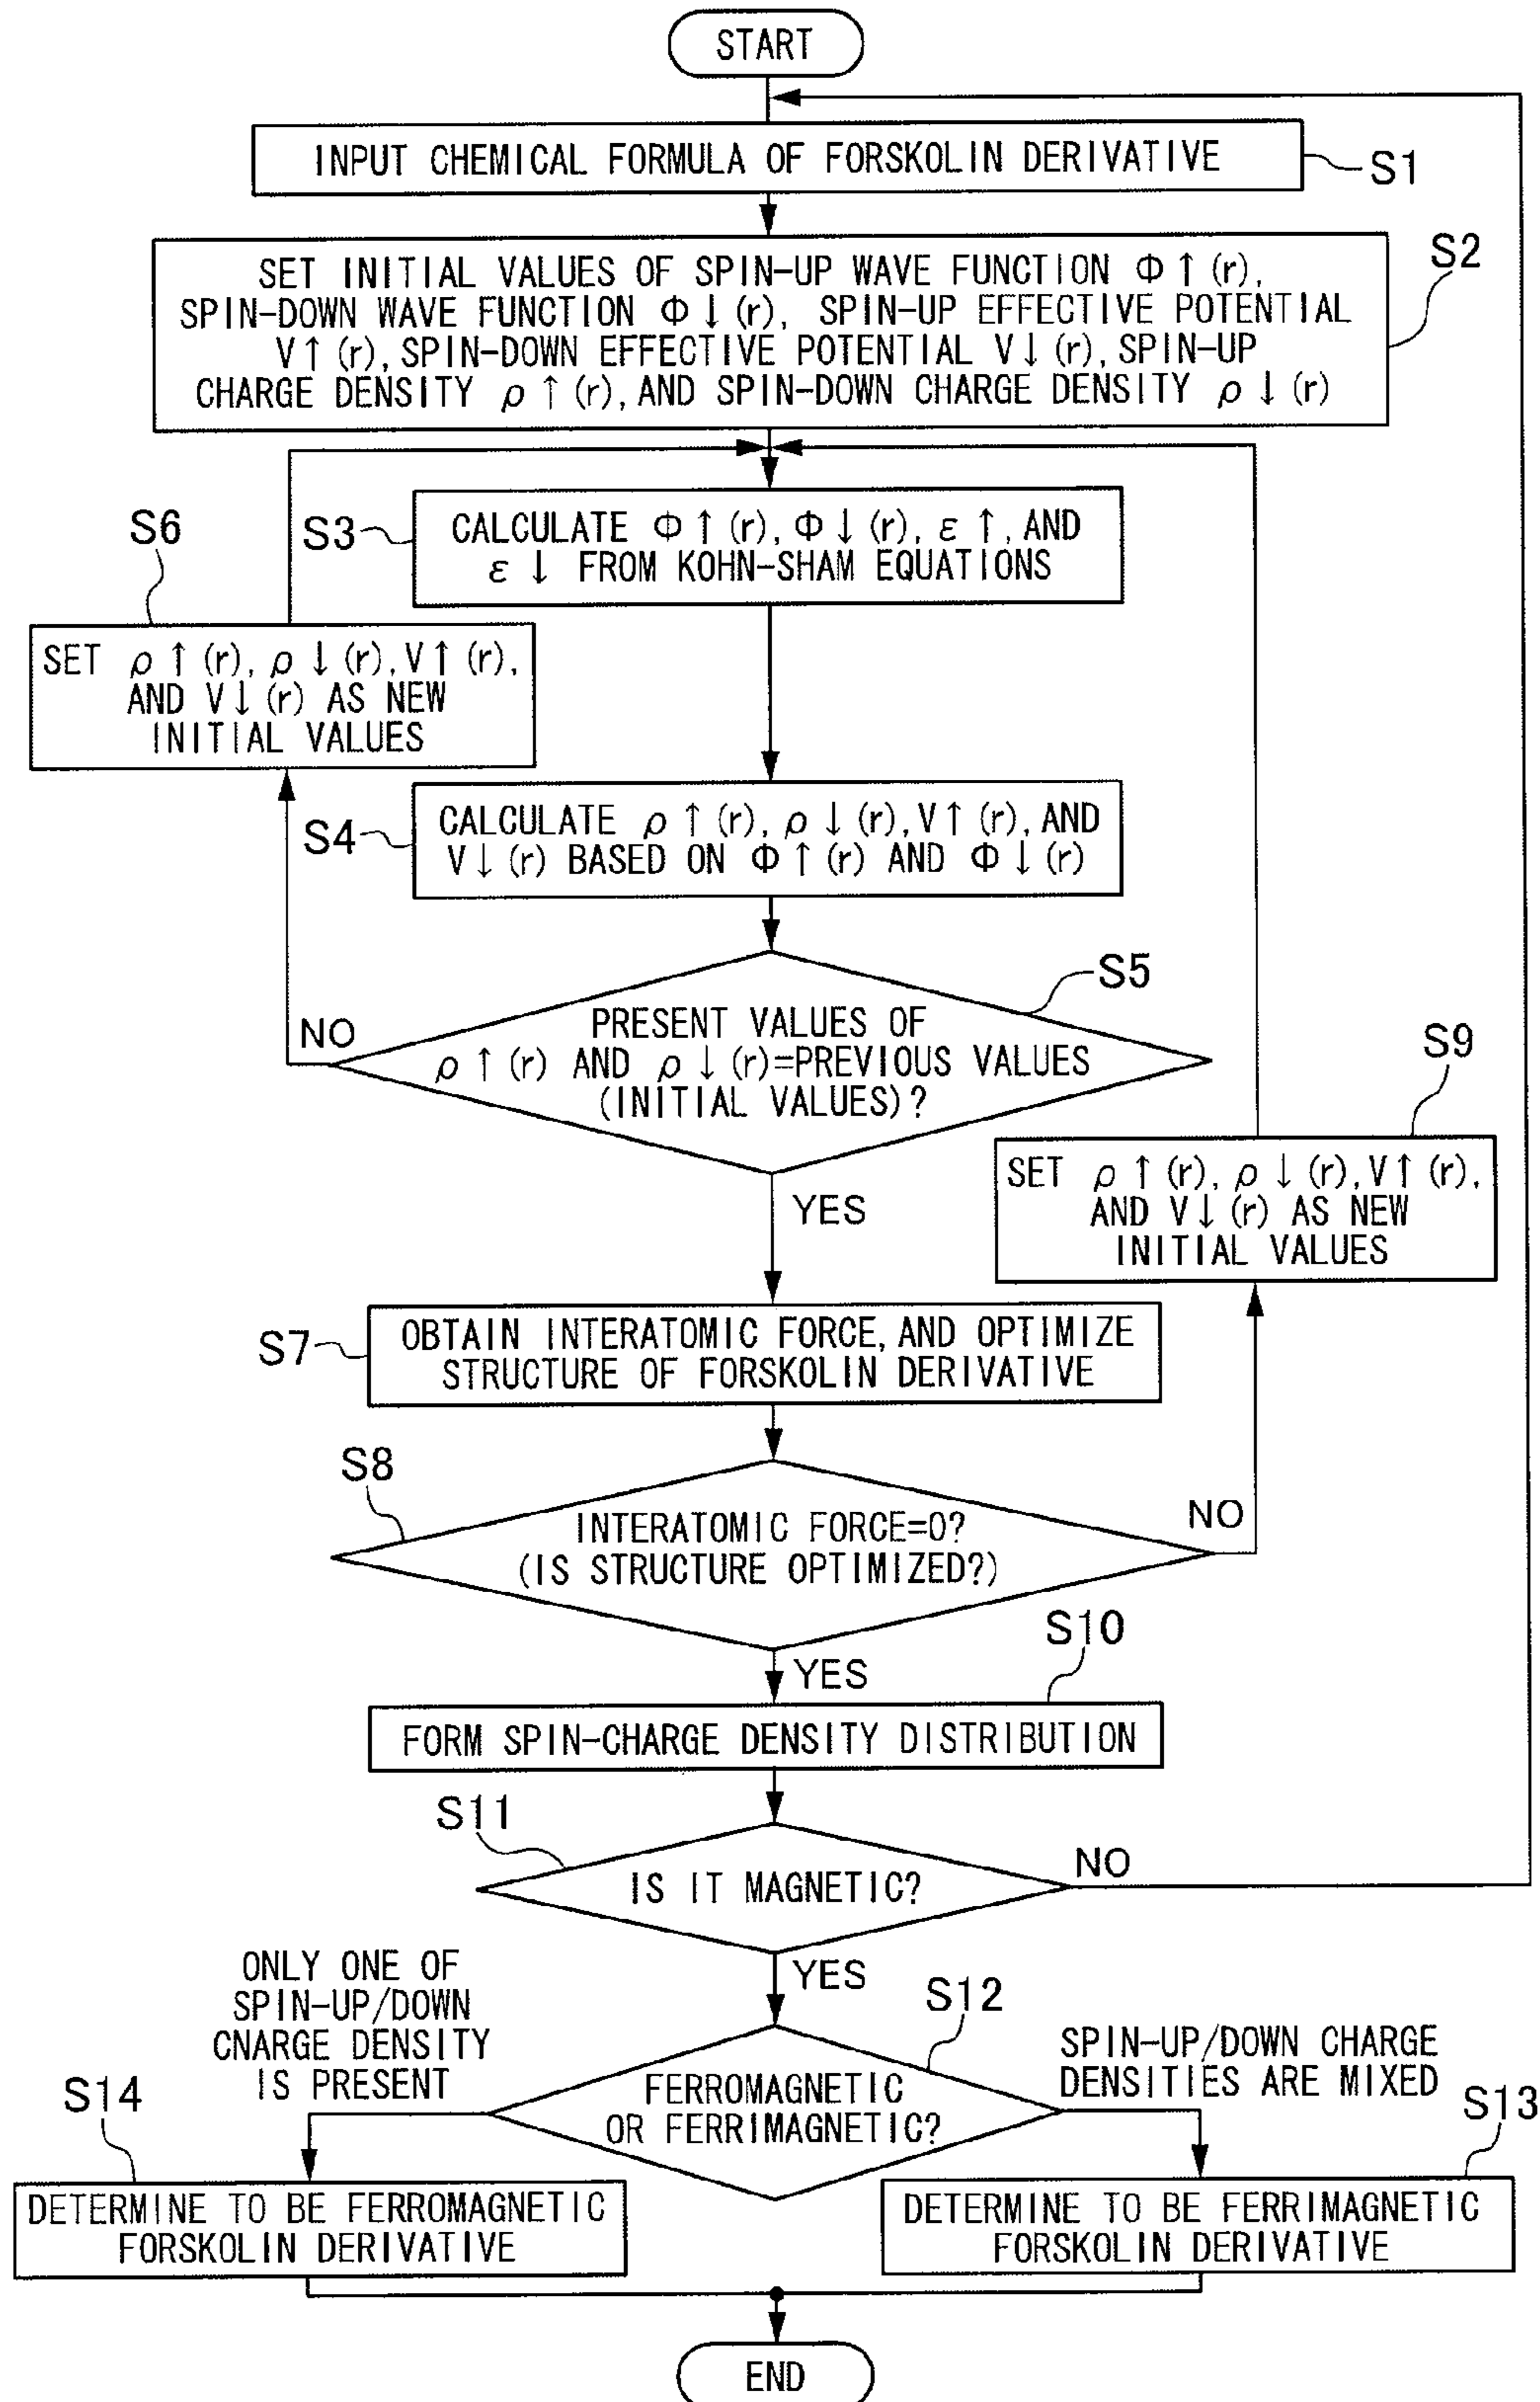 START
INPUT CHEMICAL FORMULA OF FORSKOLIN DERIVATIVE
S1
S2
SET INITIAL VALUES OF SPIN-UP WAVE FUNCTION Φ↑(r),
SPIN-DOWN WAVE FUNCTION Φ↓(r), SPIN-UP EFFECTIVE POTENTIAL
V↑(r), SPIN-DOWN EFFECTIVE POTENTIAL V↓(r), SPIN-UP
CHARGE DENSITY ρ↑(r), AND SPIN-DOWN CHARGE DENSITY ρ↓(r)
S3
CALCULATE Φ↑(r), Φ↓(r), ε↑, AND
ε↓ FROM KOHN-SHAM EQUATIONS
S6
SET ρ↑(r), ρ↓(r), V↑(r),
AND V↓(r) AS NEW
INITIAL VALUES
S4
CALCULATE ρ↑(r), ρ↓(r), V↑(r), AND
V↓(r) BASED ON Φ↑(r) AND Φ↓(r)
S5
NO
PRESENT VALUES OF
ρ↑(r) AND ρ↓(r)=PREVIOUS VALUES
(INITIAL VALUES)?
YES
S9
SET ρ↑(r), ρ↓(r), V↑(r),
AND V↓(r) AS NEW
INITIAL VALUES
S7
OBTAIN INTERATOMIC FORCE, AND OPTIMIZE
STRUCTURE OF FORSKOLIN DERIVATIVE
S8
INTERATOMIC FORCE=0?
(IS STRUCTURE OPTIMIZED?)
NO
YES
S10
FORM SPIN-CHARGE DENSITY DISTRIBUTION
S11
IS IT MAGNETIC?
NO
YES
S12
FERROMAGNETIC
OR FERRIMAGNETIC?
ONLY ONE OF
SPIN-UP/DOWN
CNARGE DENSITY
IS PRESENT
SPIN-UP/DOWN CHARGE
DENSITIES ARE MIXED
S14
DETERMINE TO BE FERROMAGNETIC
FORSKOLIN DERIVATIVE
S13
DETERMINE TO BE FERRIMAGNETIC
FORSKOLIN DERIVATIVE
END